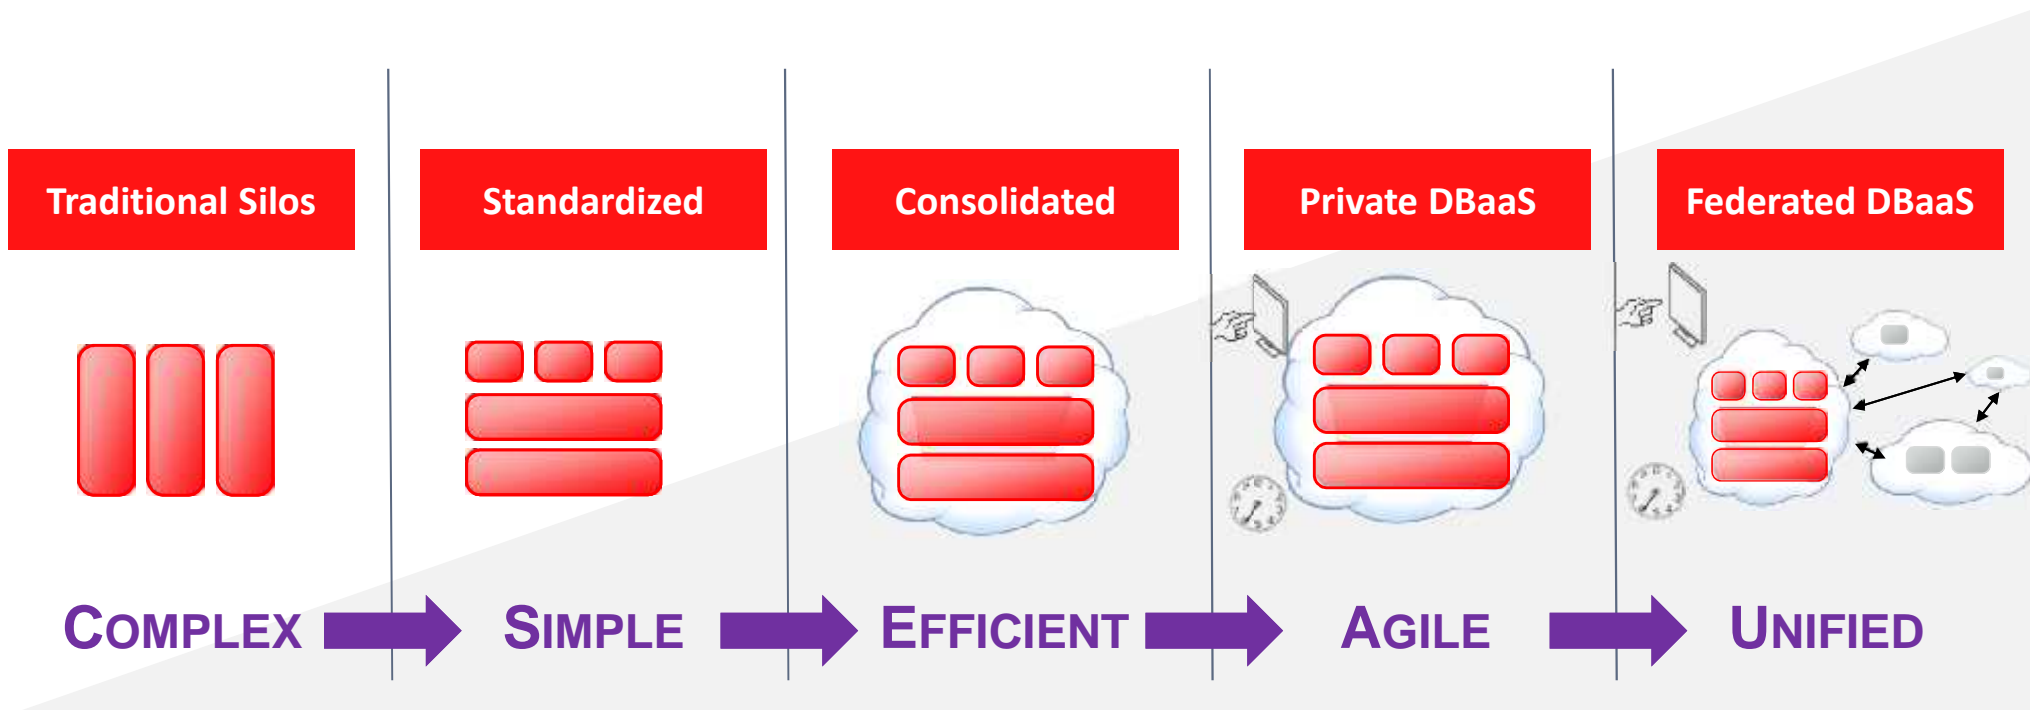 Traditional Silos
Standardized
Consolidated
Private DBaaS
Federated DBaaS
COMPLEX
SIMPLE
EFFICIENT
AGILE
UNIFIED